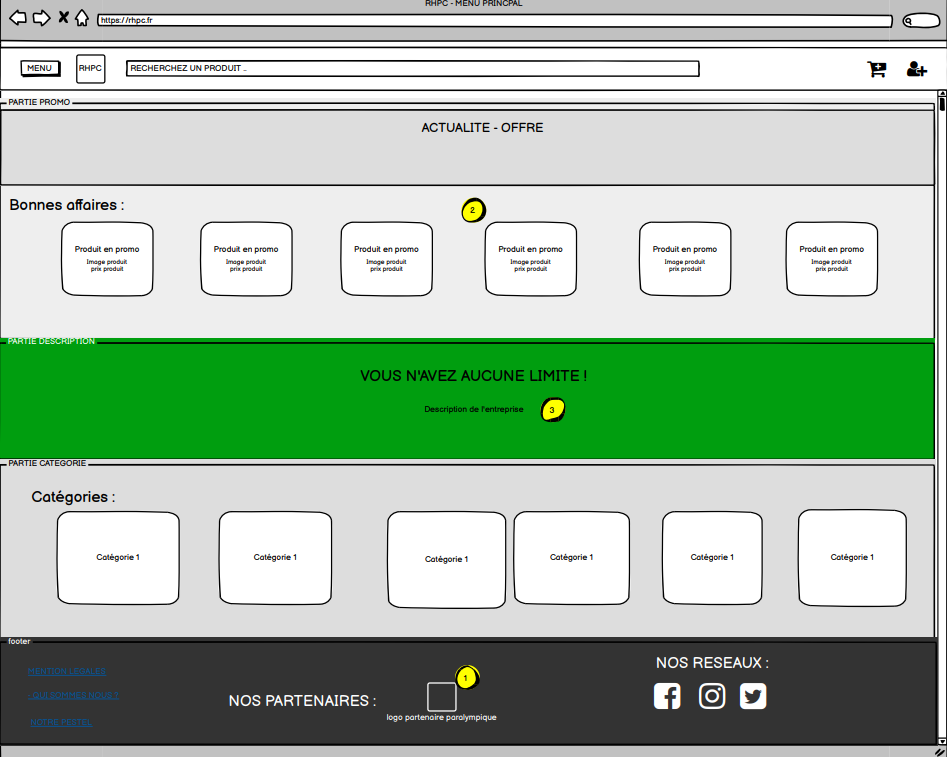 RHPC - MENU PRINCPAL
https://rhpc.fr
MENU
RHPC
RECHERCHEZ UN PRODUIT ..
PARTIE PROMO
ACTUALITE - OFFRE
Bonnes affaires :
2
Produit en promo
Image produit
prix produit
Produit en promo
Image produit
prix produit
Produit en promo
Image produit
prix produit
Produit en promo
Image produit
prix produit
Produit en promo
Image produit
prix produit
Produit en promo
Image produit
prix produit
PARTIE DESCRIPTION
VOUS N'AVEZ AUCUNE LIMITE !
Description de l'entreprise
3
PARTIE CATEGORIE
Catégories :
Catégorie 1
Catégorie 1
Catégorie 1
Catégorie 1
Catégorie 1
Catégorie 1
footer
MENTION LEGALES
- QUI SOMMES NOUS ?
NOTRE PESTEL
NOS PARTENAIRES :
1
logo partenaire paralympique
NOS RESEAUX :